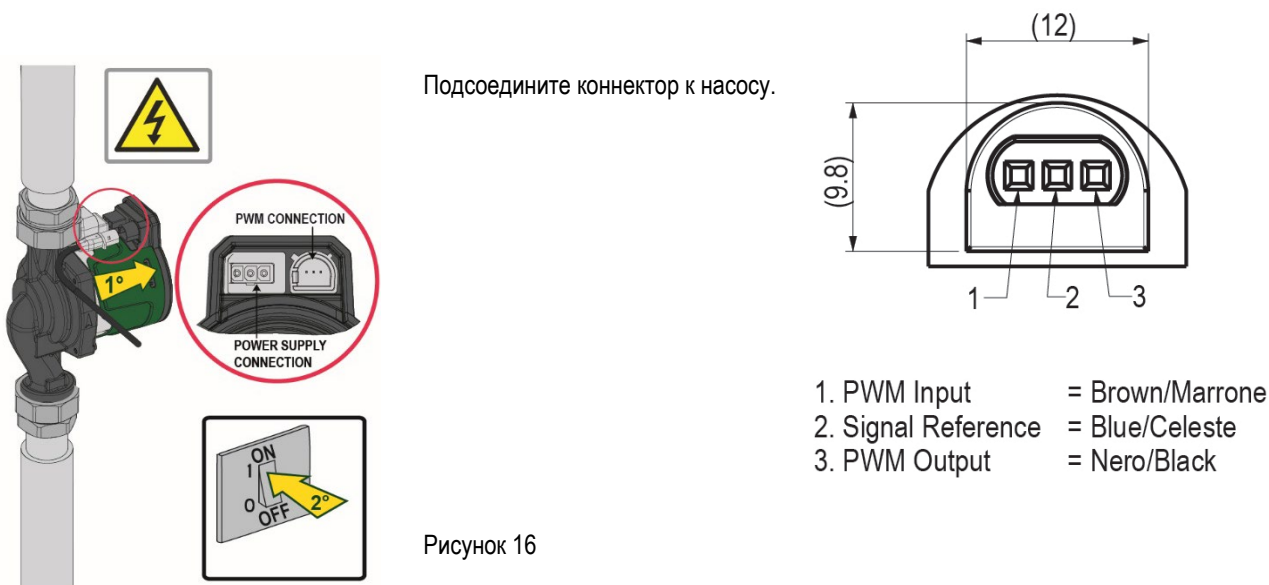 Подсоедините коннектор к насосу.
PWM CONNECTION
POWER SUPPLY
CONNECTION
1°
ON
1
0
OFF
2°
Рисунок 16
(12)
(9.8)
1
2
3
1. PWM Input = Brown/Marrone
2. Signal Reference = Blue/Celeste
3. PWM Output = Nero/Black